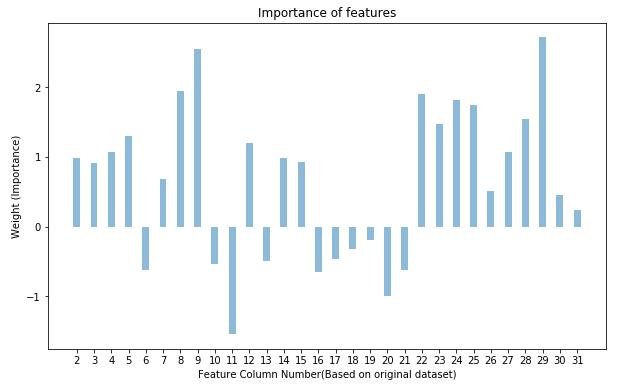 Importance of features
Weight (Importance)
2
1
0
−1
2 3 4 5 6 7 8 9 10 11 12 13 14 15 16 17 18 19 20 21 22 23 24 25 26 27 28 29 30 31
Feature Column Number(Based on original dataset)